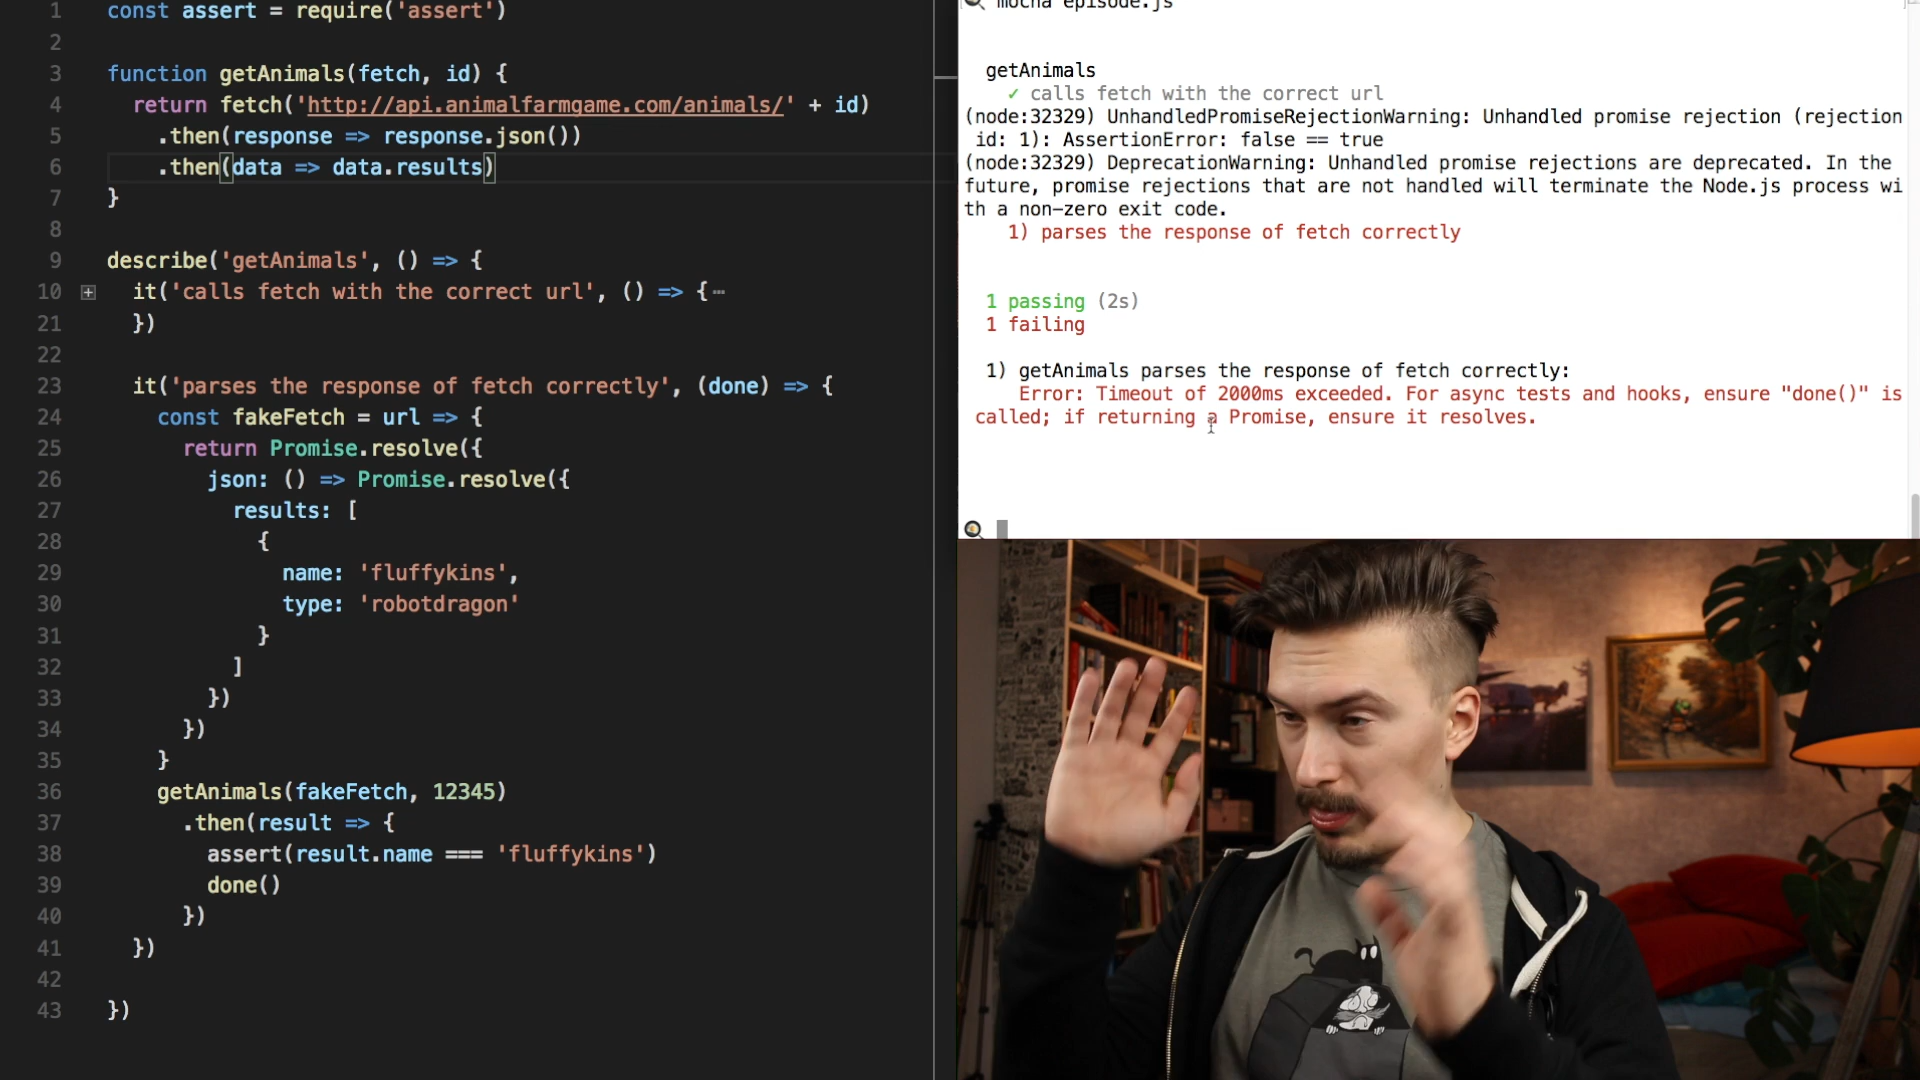 1 const assert = require('assert')
2
3 function getAnimals(fetch, id) {
4 return fetch('http://api.animalfarmgame.com/animals/' + id)
5 .then(response => response.json())
6 .then(data => data.results)
7 }
8
9 describe('getAnimals', () => {
10 it('calls fetch with the correct url', () => {⋯
21 })
22
23 it('parses the response of fetch correctly', (done) => {
24 const fakeFetch = url => {
25 return Promise.resolve({
26 json: () => Promise.resolve({
27 results: [
28 {
29 name: 'fluffykins',
30 type: 'robotdragon'
31 }
32 ]
33 })
34 })
35 }
36 getAnimals(fakeFetch, 12345)
37 .then(result => {
38 assert(result.name === 'fluffykins')
39 done()
40 })
41 })
42
43 })
mocha episode.js
getAnimals
✓ calls fetch with the correct url
(node:32329) UnhandledPromiseRejectionWarning: Unhandled promise rejection (rejection
id: 1): AssertionError: false == true
(node:32329) DeprecationWarning: Unhandled promise rejections are deprecated. In the
future, promise rejections that are not handled will terminate the Node.js process wi
th a non-zero exit code.
1) parses the response of fetch correctly
1 passing (2s)
1 failing
1) getAnimals parses the response of fetch correctly:
Error: Timeout of 2000ms exceeded. For async tests and hooks, ensure "done()" is
called; if returning a Promise, ensure it resolves.